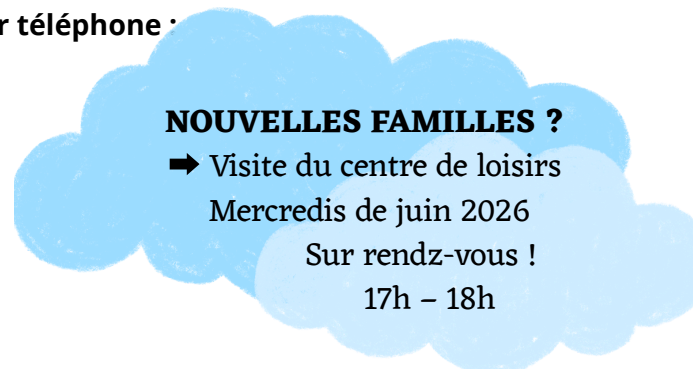 r téléphone :
NOUVELLES FAMILLES ?
➡ Visite du centre de loisirs
Mercredis de juin 2026
Sur rendz-vous !
17h – 18h